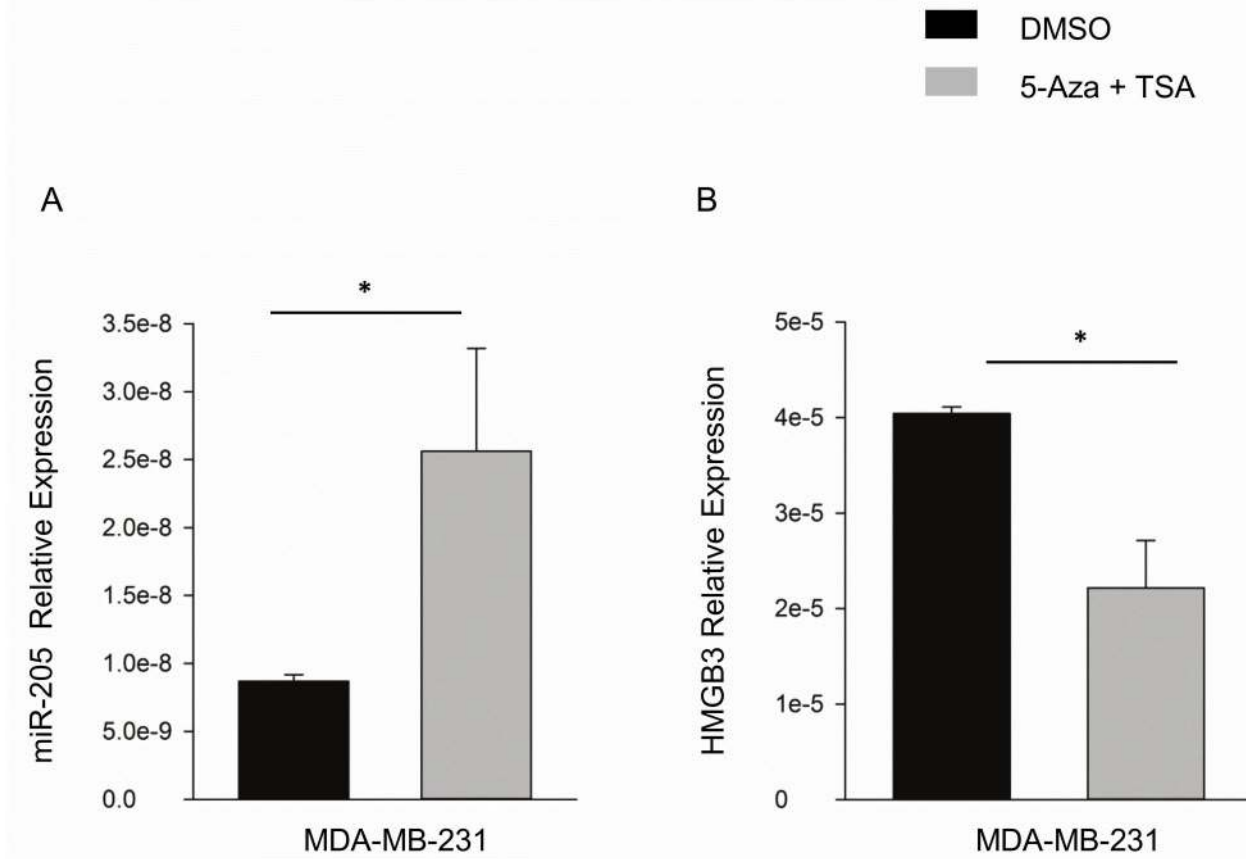 DMSO
5-Aza + TSA
A
B
*
*
miR-205 Relative Expression
3.5e-8
3.0e-8
2.5e-8
2.0e-8
1.5e-8
1.0e-8
5.0e-9
0.0
MDA-MB-231
HMGB3 Relative Expression
5e-5
4e-5
3e-5
2e-5
1e-5
0
MDA-MB-231